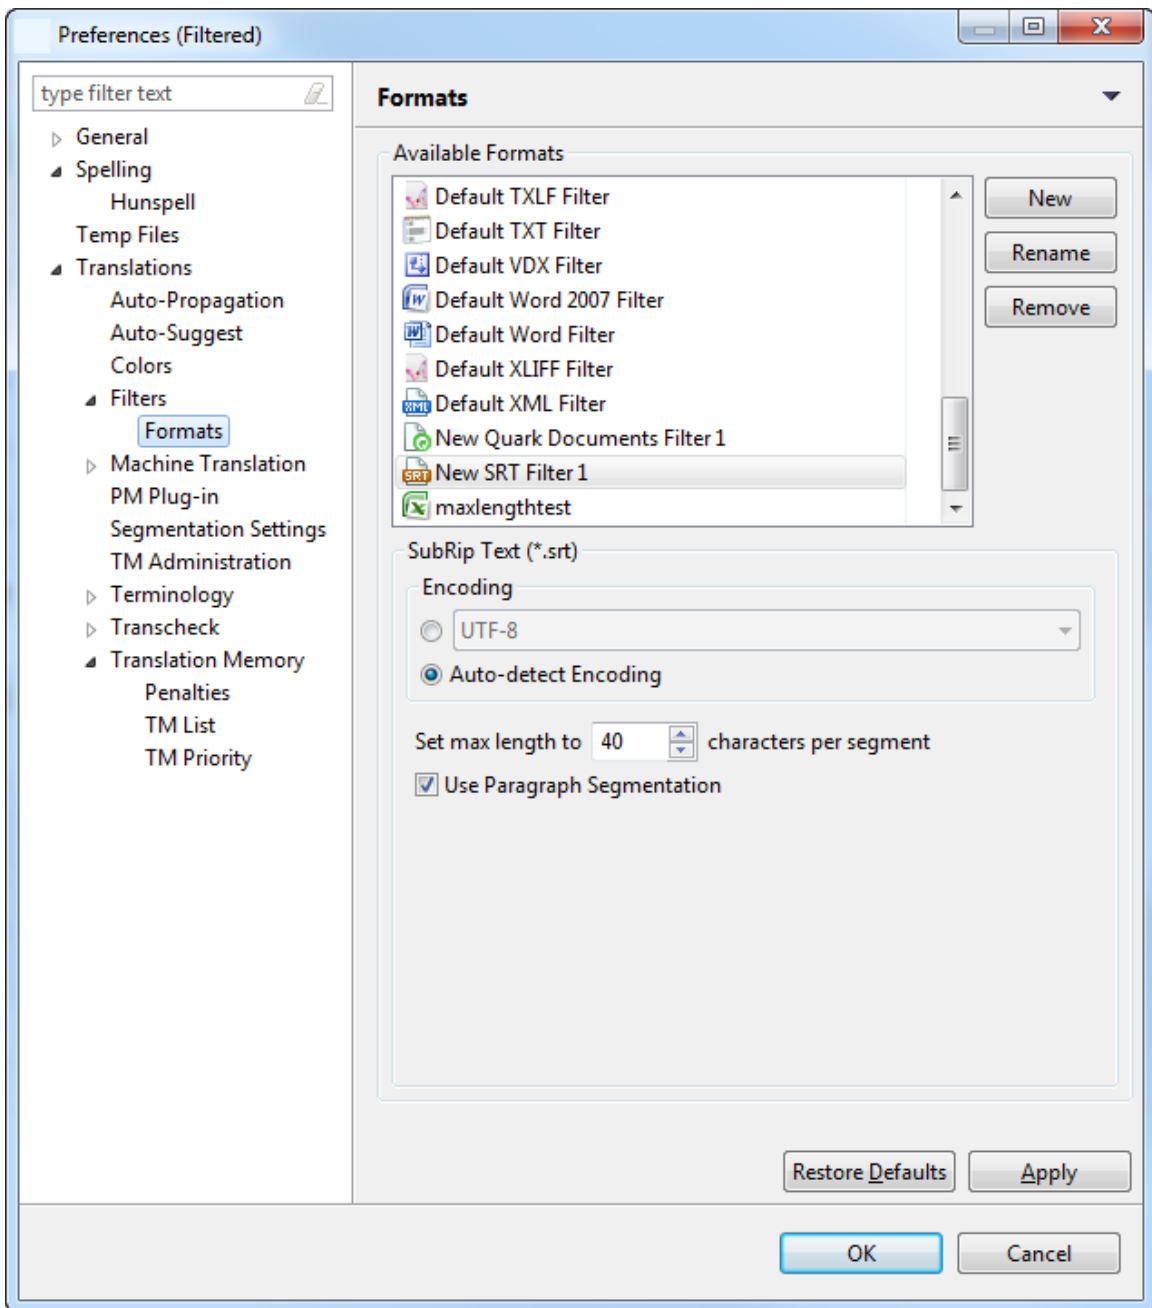 Preferences (Filtered)
type filter text
General
Spelling
Hunspell
Temp Files
Translations
Auto-Propagation
Auto-Suggest
Colors
Filters
Formats
Machine Translation
PM Plug-in
Segmentation Settings
TM Administration
Terminology
Transcheck
Translation Memory
Penalties
TM List
TM Priority
Formats
Available Formats
Default TXLF Filter
Default TXT Filter
Default VDX Filter
Default Word 2007 Filter
Default Word Filter
Default XLIFF Filter
XML Default XML Filter
New Quark Documents Filter 1
SRT New SRT Filter 1
maxlengthtest
New
Rename
Remove
SubRip Text (*.srt)
Encoding
UTF-8
Auto-detect Encoding
Set max length to 40 characters per segment
Use Paragraph Segmentation
Restore Defaults
Apply
OK
Cancel